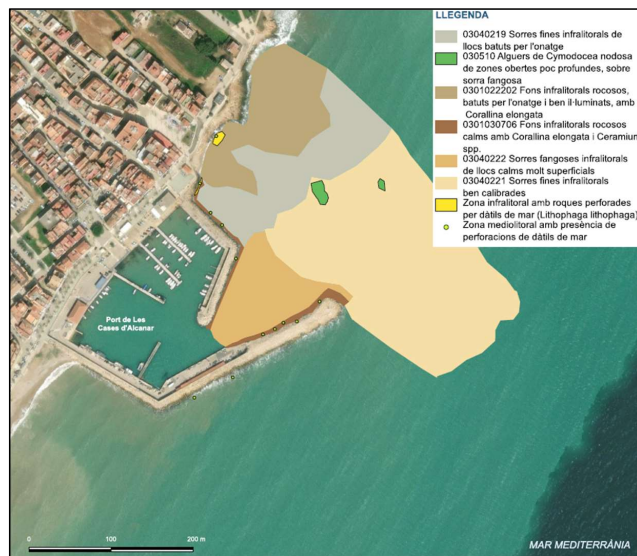 LLEGENDA
03040219 Sorres fines infralitorals de
llocs batuts per l'onatge
030510 Alguers de Cymodocea nodosa
de zones obertes poc profundes, sobre
sorra fangosa
0301022202 Fons infralitorals rocosos,
batuts per l'onatge i ben il·luminats, amb
Corallina elongata
0301030706 Fons infralitorals rocosos
calms amb Corallina elongata i Ceramium
spp.
03040222 Sorres fangoses infralitorals
de llocs calms molt superficials
03040221 Sorres fines infralitorals
ben calibrades
Zona infralitoral amb roques perforades
per dàtils de mar (Lithophaga lithophaga)
Zona mediolitoral amb presència de
perforacions de dàtils de mar
Port de Les
Cases d'Alcanar
0 100 200 m
MAR MEDITERRÀNIA